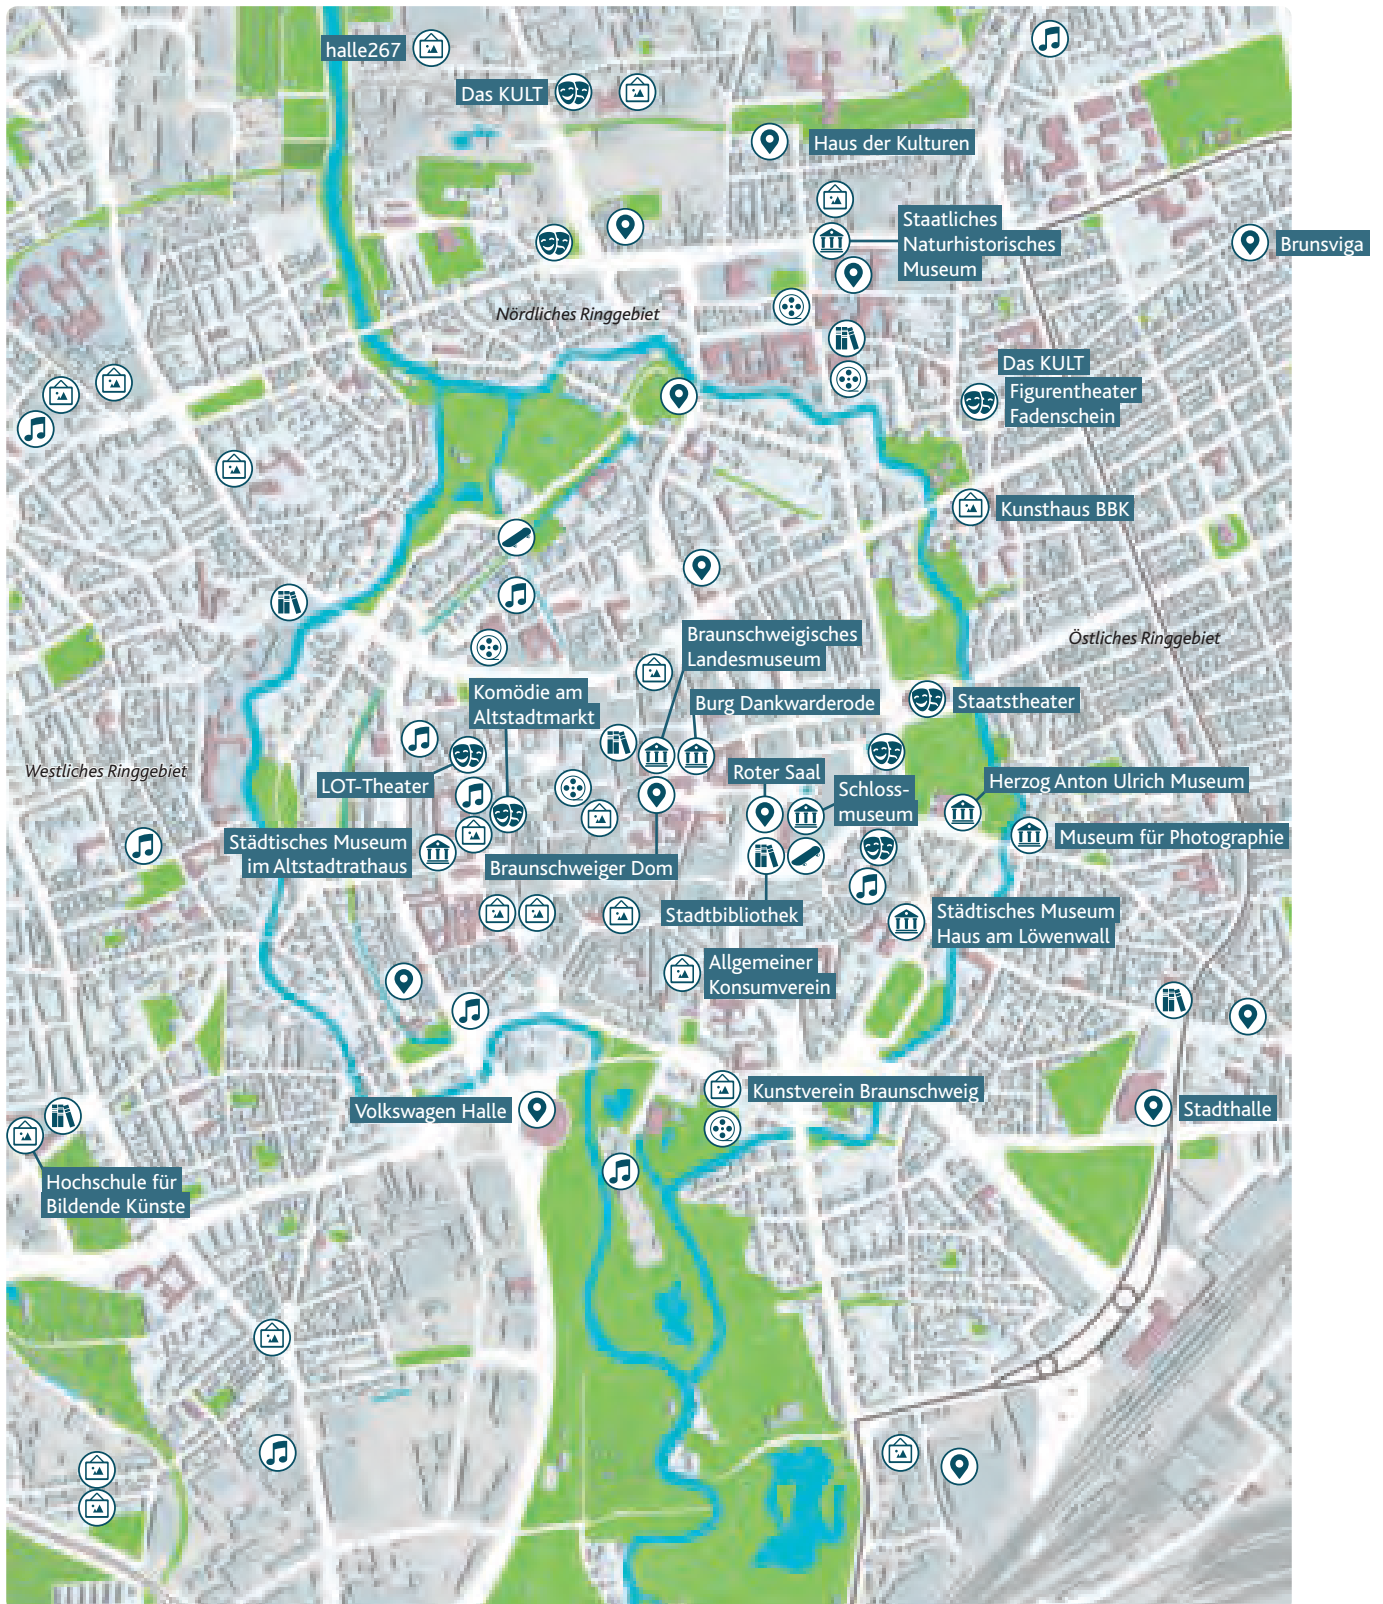 halle267
Das KULT
Haus der Kulturen
Staatliches
Naturhistorisches
Museum
Brunsviga
Nördliches Ringgebiet
Das KULT
Figurentheater
Fadenschein
Kunsthaus BBK
Braunschweigisches
Landesmuseum
Östliches Ringgebiet
Komödie am
Altstadtmarkt
Burg Dankwarderode
Staatstheater
Westliches Ringgebiet
LOT-Theater
Roter Saal
Schloss-
museum
Herzog Anton Ulrich Museum
Städtisches Museum
im Altstadtrathaus
Museum für Photographie
Braunschweiger Dom
Stadtbibliothek
Städtisches Museum
Haus am Löwenwall
Allgemeiner
Konsumverein
Kunstverein Braunschweig
Volkswagen Halle
Stadthalle
Hochschule für
Bildende Künste